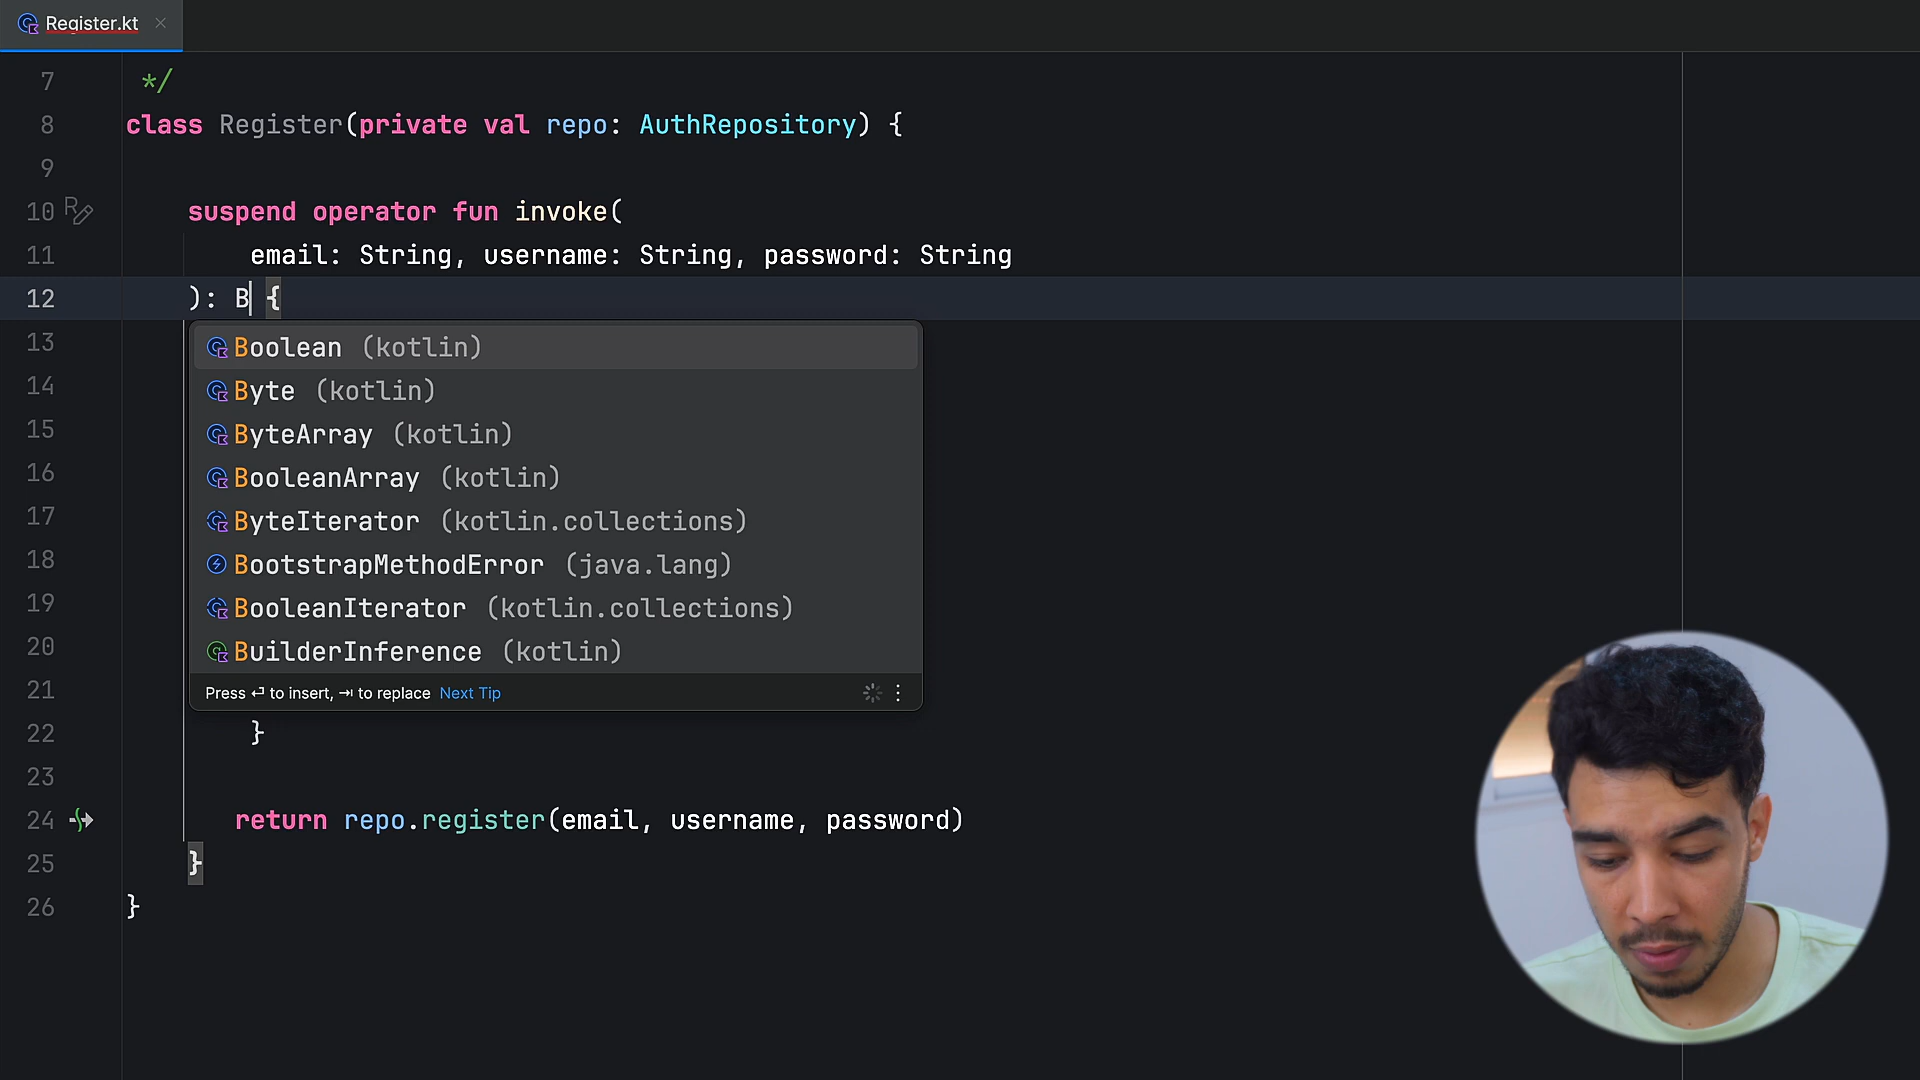 Register.kt
7 */
8 class Register(private val repo: AuthRepository) {
9
10 suspend operator fun invoke(
11 email: String, username: String, password: String
12 ): B {
13 Boolean (kotlin)
14 Byte (kotlin)
15 ByteArray (kotlin)
16 BooleanArray (kotlin)
17 ByteIterator (kotlin.collections)
18 BootstrapMethodError (java.lang)
19 BooleanIterator (kotlin.collections)
20 BuilderInference (kotlin)
21 Press ⏎ to insert, ⇥ to replace Next Tip
22 }
23
24 return repo.register(email, username, password)
25 }
26 }